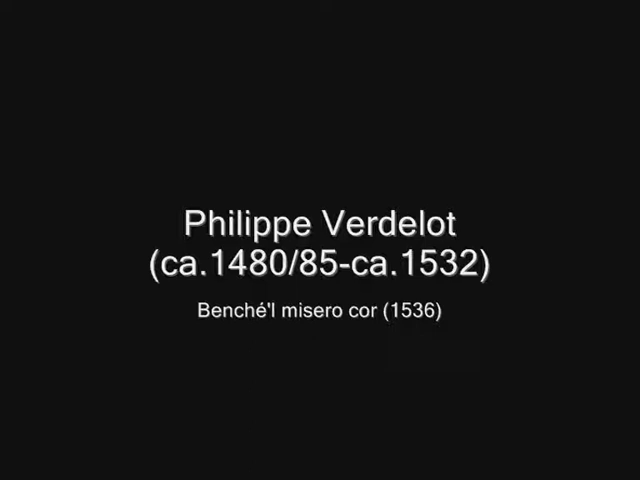 Philippe Verdelot
(ca.1480/85-ca.1532)
Benché'l misero cor (1536)